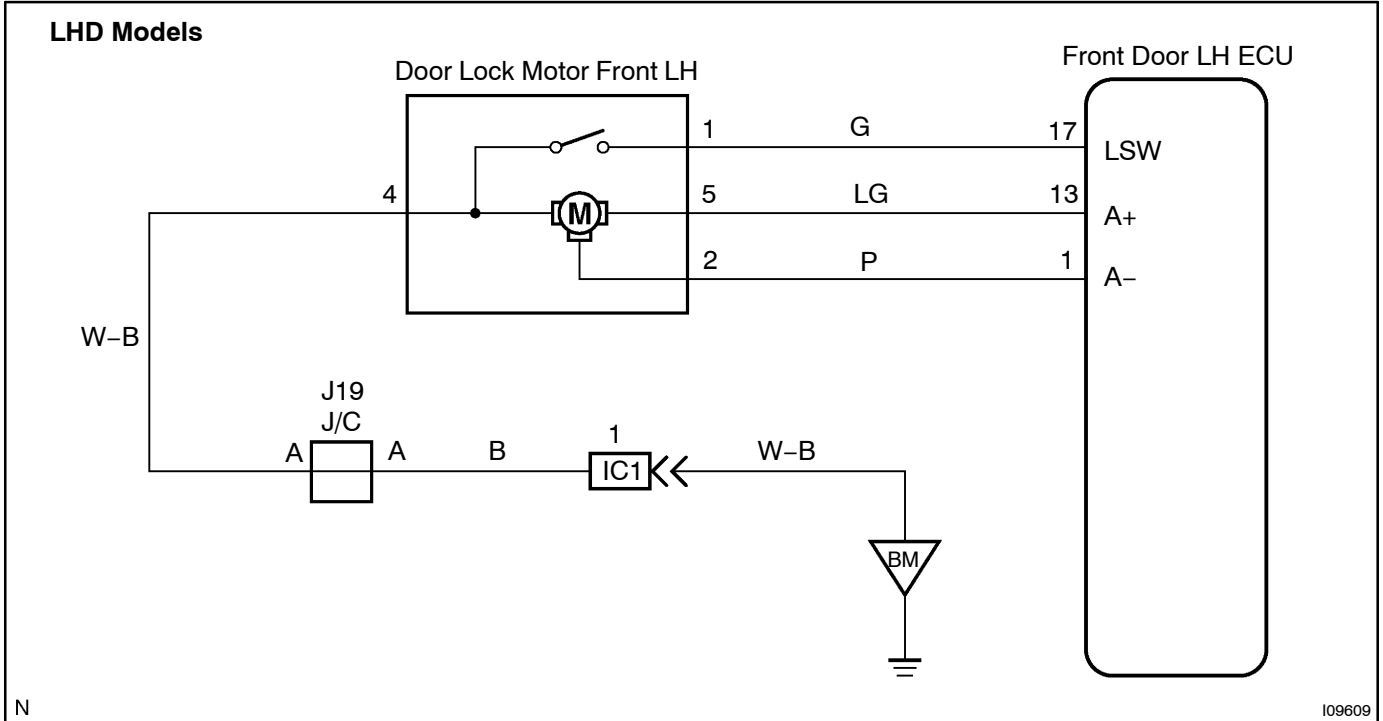 LHD Models
Front Door LH ECU
Door Lock Motor Front LH
1 G 17 LSW
4 5 LG 13 A+
2 P 1 A−
W−B
J19
J/C
A A B 1 IC1 W−B
BM
N I09609